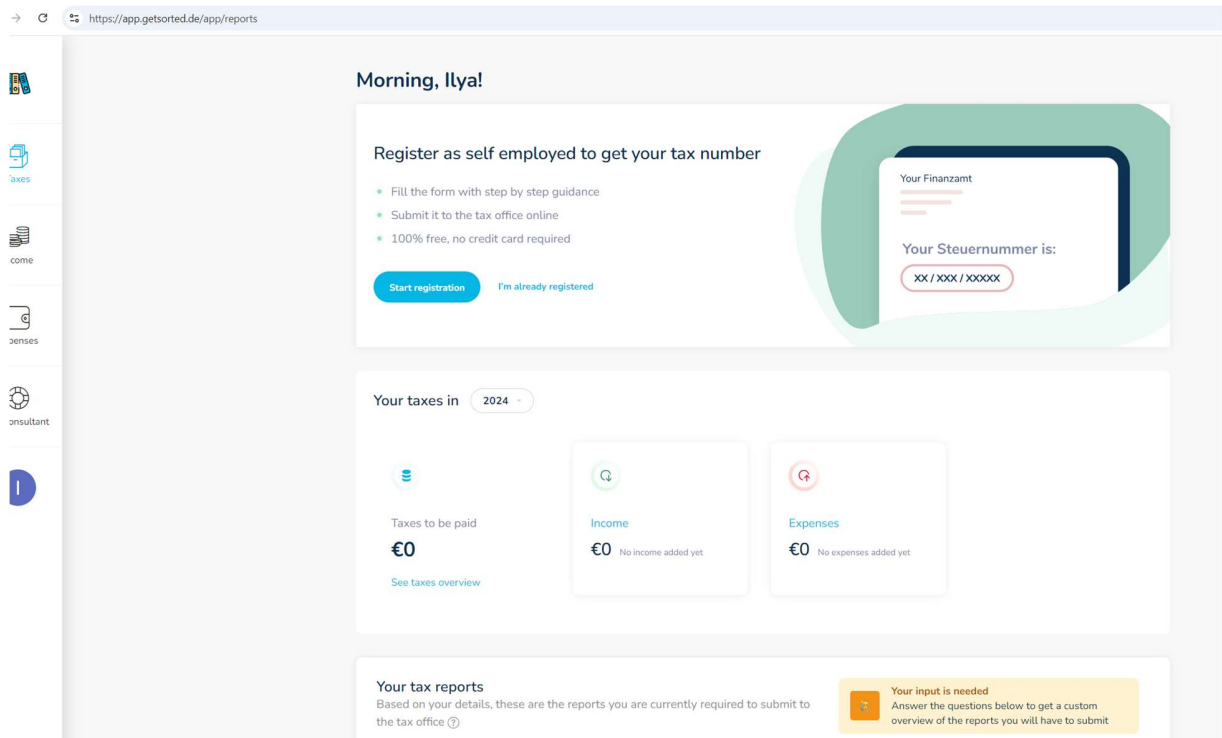 https://app.getsorted.de/app/reports
Morning, Ilya!
Register as self employed to get your tax number
Fill the form with step by step guidance
Submit it to the tax office online
100% free, no credit card required
Start registration
I'm already registered
Your Finanzamt
Your Steuernummer is:
XX / XXX / XXXXX
axes
come
penses
onsultant
I
Your taxes in
2024
Taxes to be paid
€0
See taxes overview
Income
€0 No income added yet
Expenses
€0 No expenses added yet
Your tax reports
Based on your details, these are the reports you are currently required to submit to
the tax office ?
Your input is needed
Answer the questions below to get a custom
overview of the reports you will have to submit